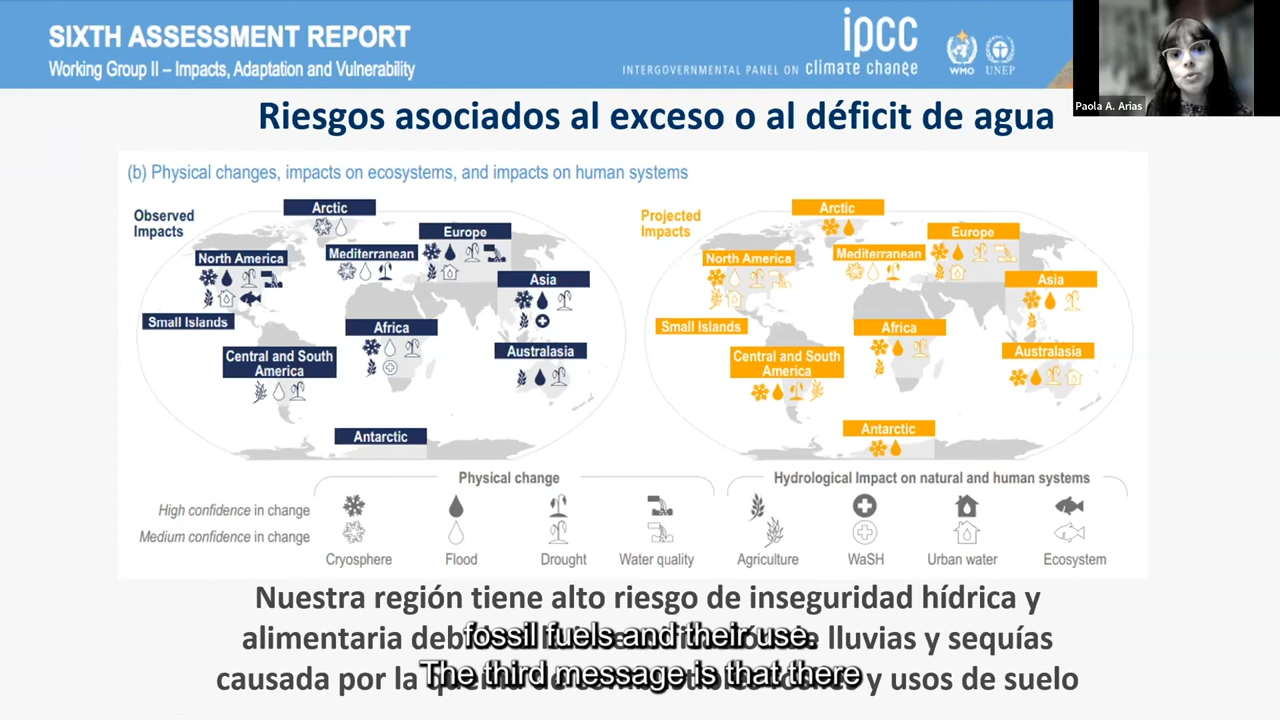 SIXTH ASSESSMENT REPORT
Working Group II – Impacts, Adaptation and Vulnerability
ipcc
INTERGOVERNMENTAL PANEL ON climate change
WMO
UNEP
Paola A. Arias
Riesgos asociados al exceso o al déficit de agua
(b) Physical changes, impacts on ecosystems, and impacts on human systems
Observed
Impacts
Arctic
Europe
North America
Mediterranean
Asia
Small Islands
Africa
Central and South
America
Australasia
Antarctic
Projected
Impacts
Arctic
Europe
North America
Mediterranean
Asia
Small Islands
Africa
Central and South
America
Australasia
Antarctic
Physical change
Hydrological Impact on natural and human systems
High confidence in change
Medium confidence in change
Cryosphere
Flood
Drought
Water quality
Agriculture
WaSH
Urban water
Ecosystem
Nuestra región tiene alto riesgo de inseguridad hídrica y
alimentaria lluvias y sequías
causada por la y usos de suelo
fossil fuels and their use.
The third message is that there